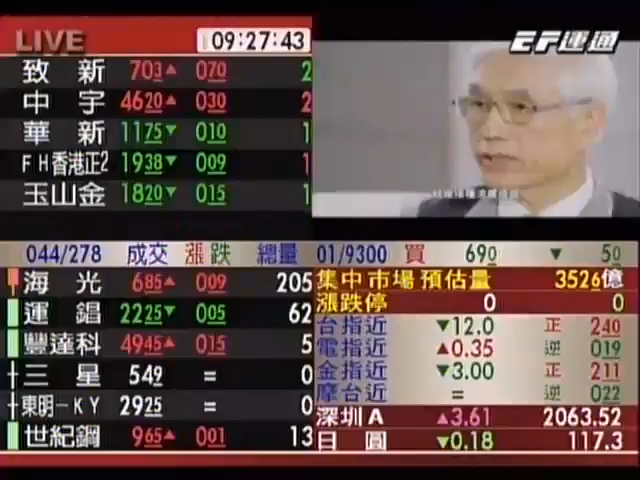 LIVE 09:27:43
EF運通
致新 703▲ 070 2
中宇 4620▲ 030 2
華新 1175▼ 010 1
FH香港正2 1938▼ 009 1
玉山金 1820▼ 015 1
044/278 成交 漲跌 總量
海光 685▲ 009 205
運錩 2225▼ 005 62
豐達科 4945▲ 015 5
三星 549 = 0
東明-KY 2925 = 0
世紀鋼 965▲ 001 13
01/9300 買 690 ▼ 50
集中市場預估量 3526億
漲跌停 0 0
台指近 ▼12.0 正 240
電指近 ▲0.35 逆 019
金指近 ▼3.00 正 211
摩台近 = 逆 022
深圳A ▲3.61 2063.52
日圓 ▼0.18 117.3